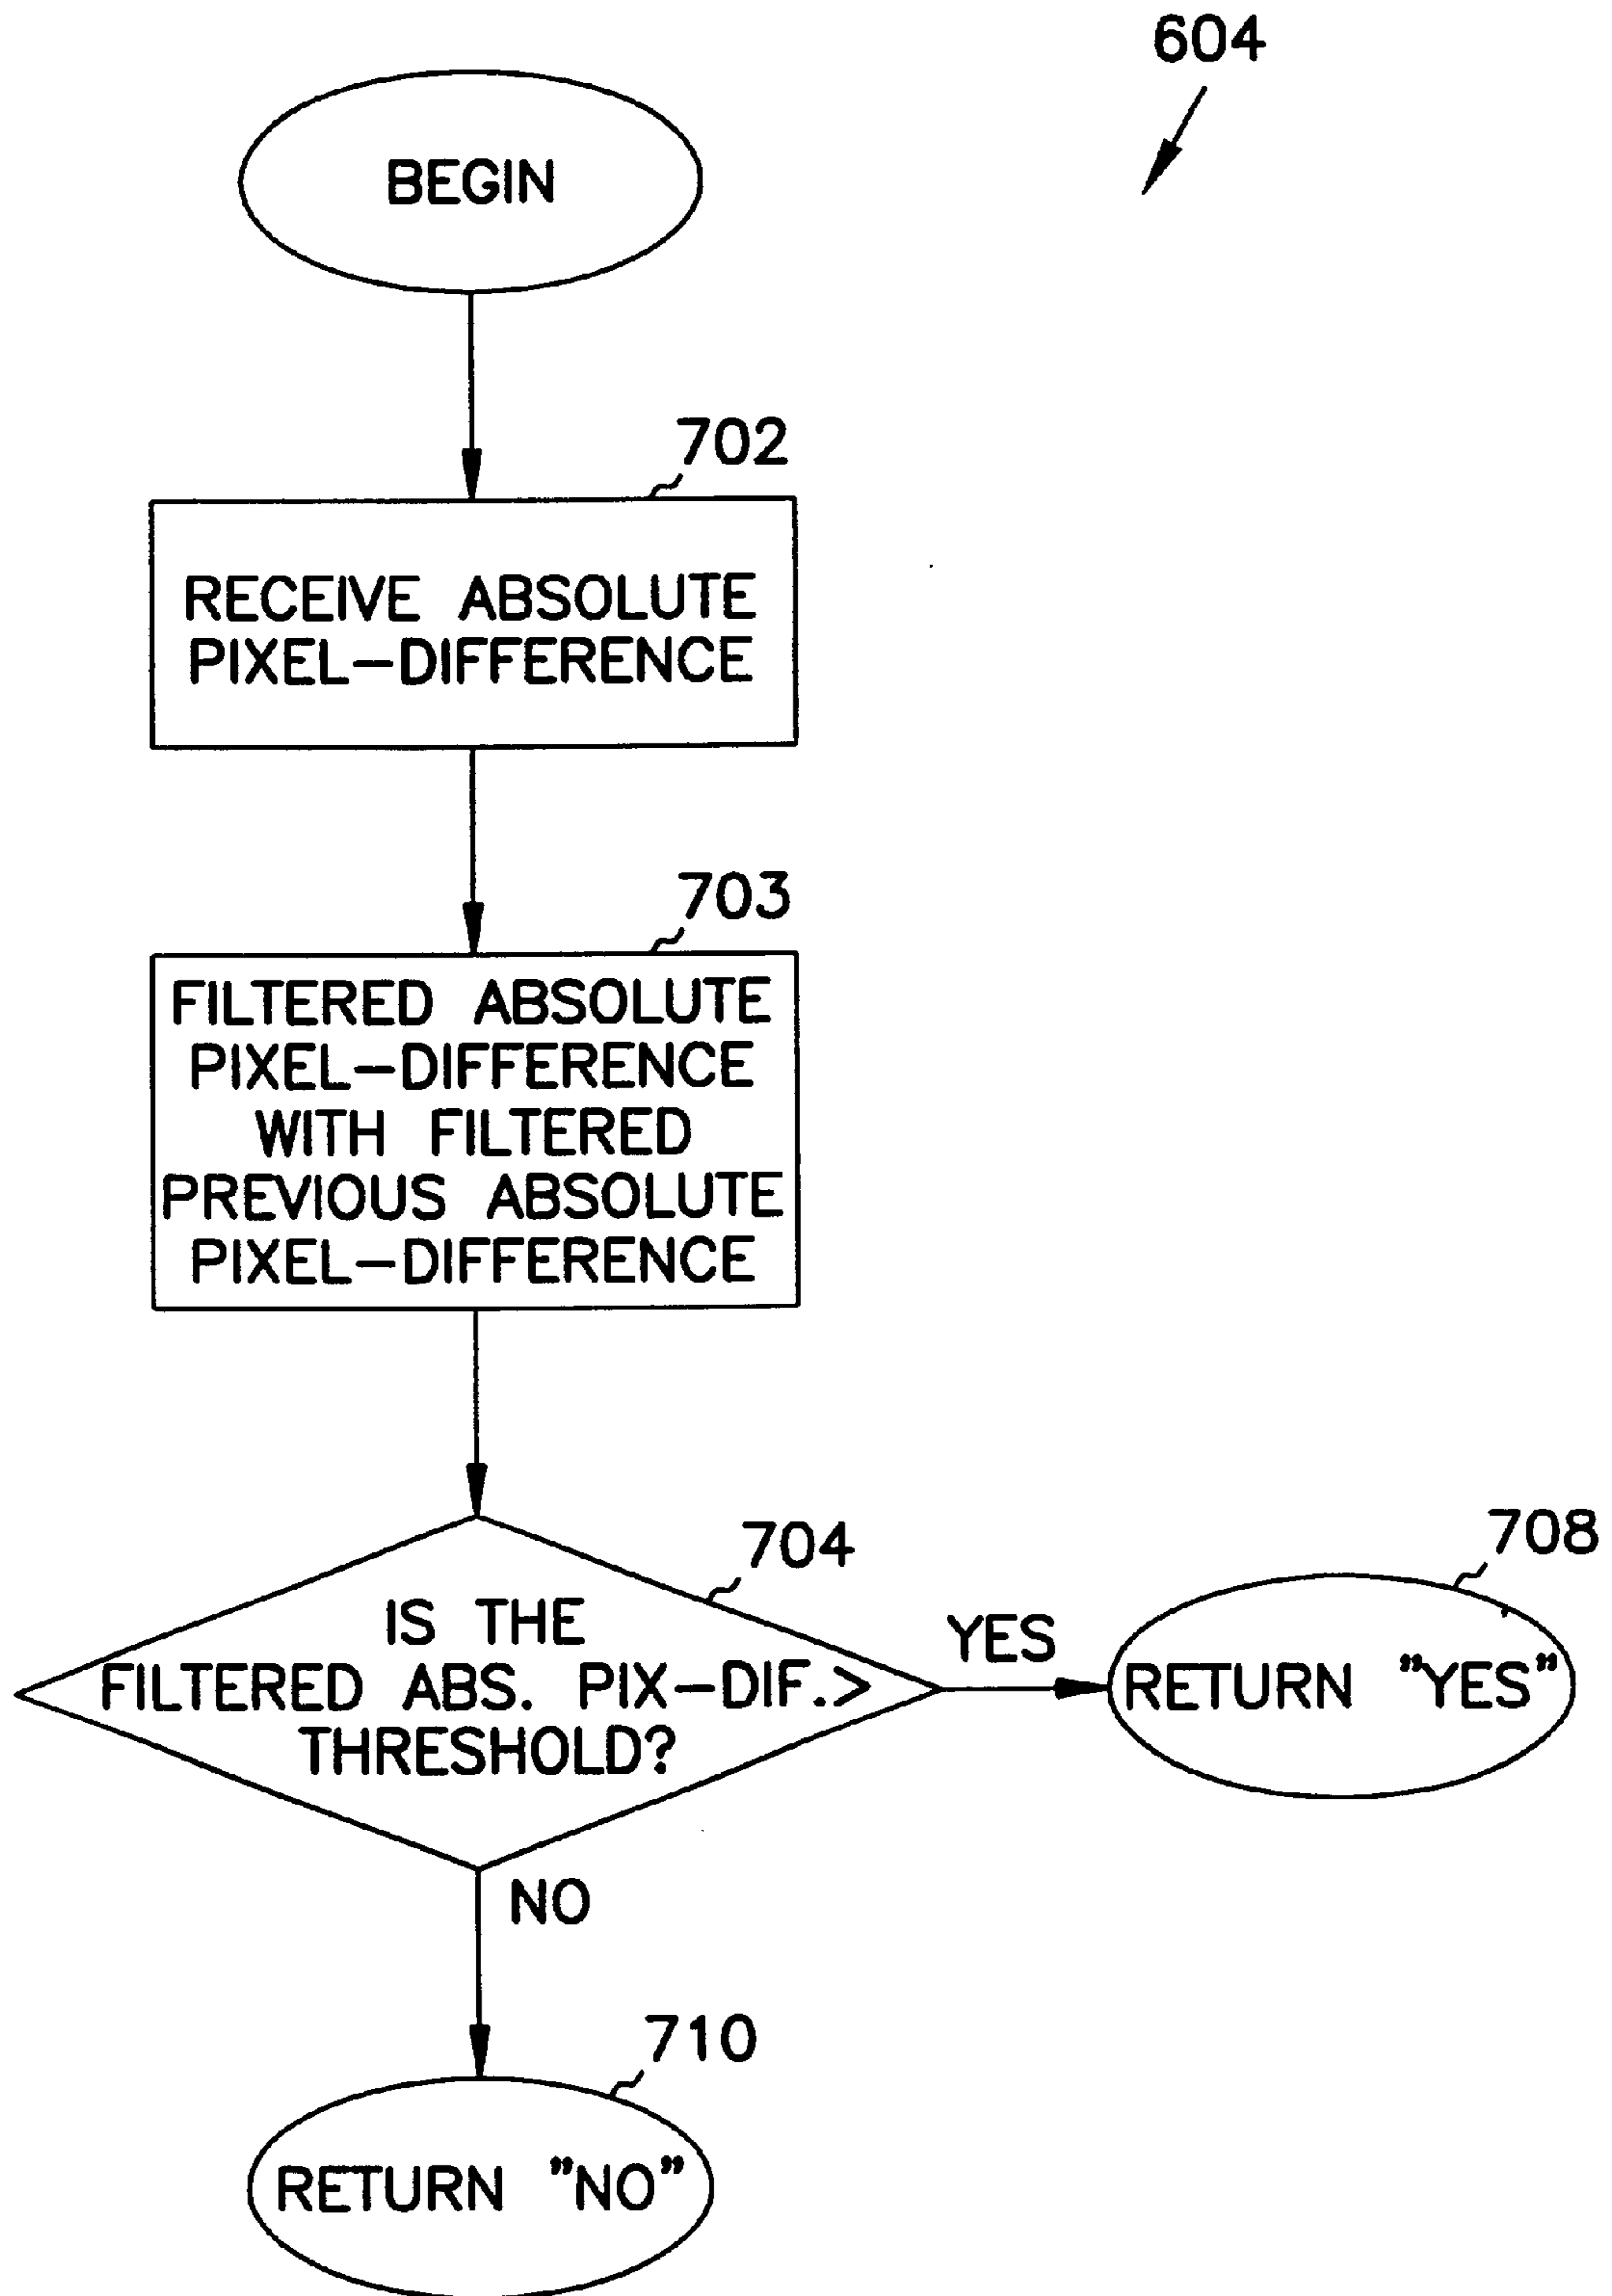 604
BEGIN
702
RECEIVE ABSOLUTE
PIXEL-DIFFERENCE
703
FILTERED ABSOLUTE
PIXEL-DIFFERENCE
WITH FILTERED
PREVIOUS ABSOLUTE
PIXEL-DIFFERENCE
704
IS THE
FILTERED ABS. PIX-DIF.>
THRESHOLD?
YES
708
RETURN "YES"
NO
710
RETURN "NO"